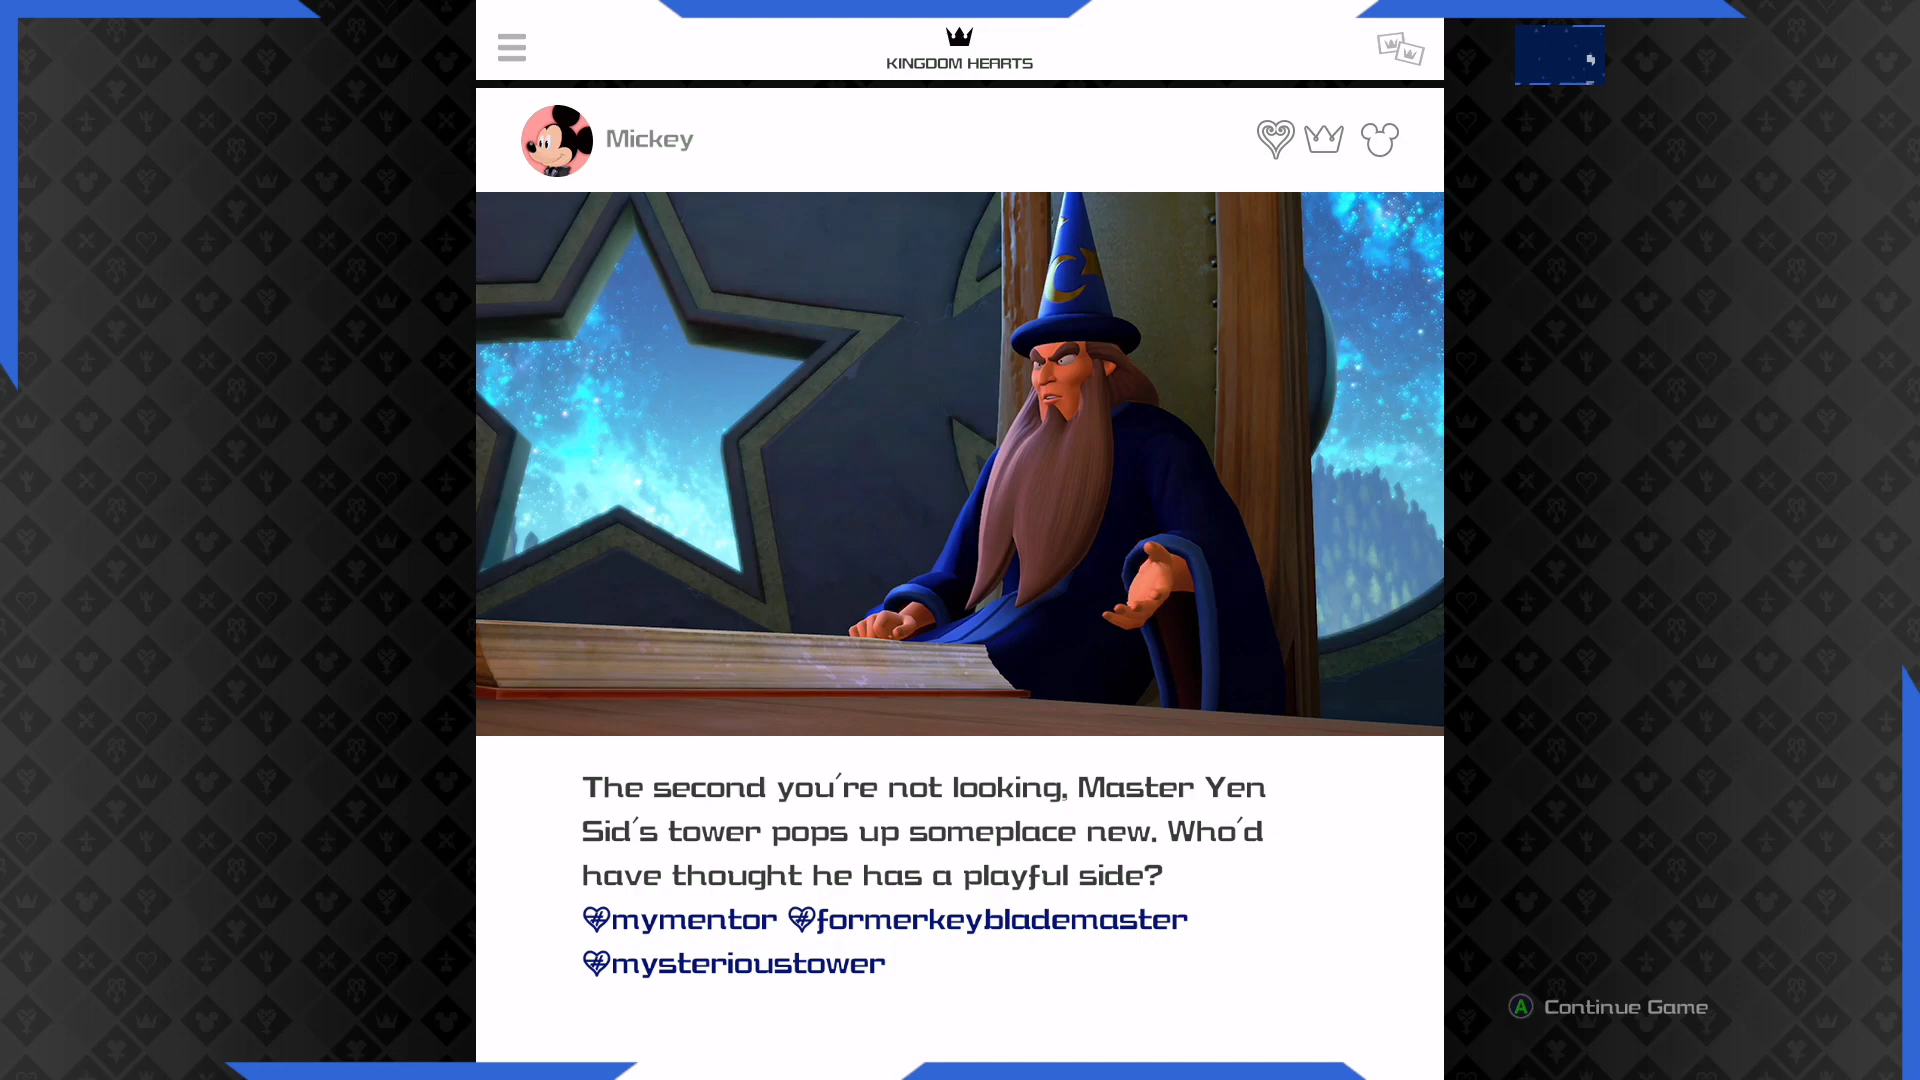 KINGDOM HEARTS
Mickey
The second you're not looking, Master Yen
Sid's tower pops up someplace new. Who'd
have thought he has a playful side?
#mymentor #formerkeyblademaster
#mysterioustower
A Continue Game